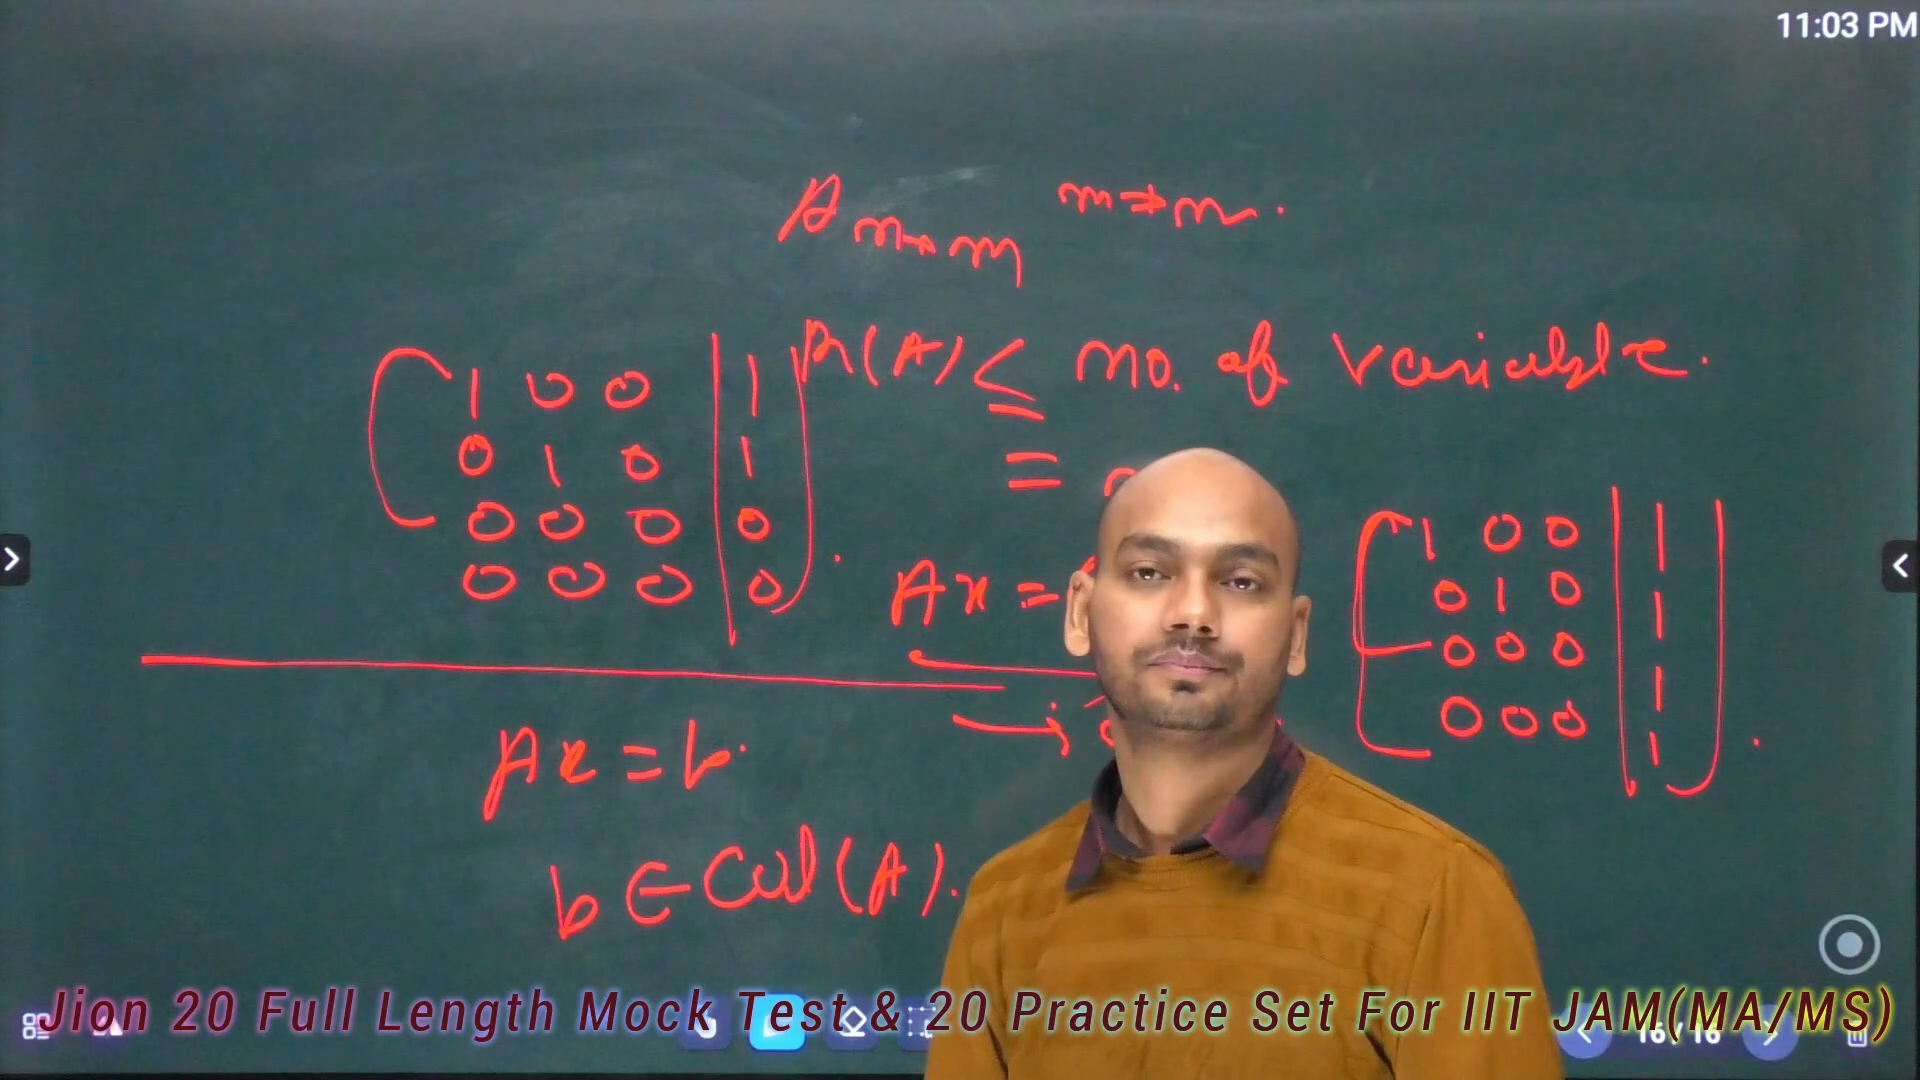 11:03 PM
A m×n m⇒n.
ρ(A) ≤ no. of variable.
1 0 0 | 1
0 1 0 | 1
0 0 0 | 0
0 0 0 | 0
=
Ax =
1 0 0 | 1
0 1 0 | 1
0 0 0 | 1
0 0 0 | 1
Ax = b.
b ∈ Col(A).
Jion 20 Full Length Mock Test & 20 Practice Set For IIT JAM(MA/MS)
16 / 16